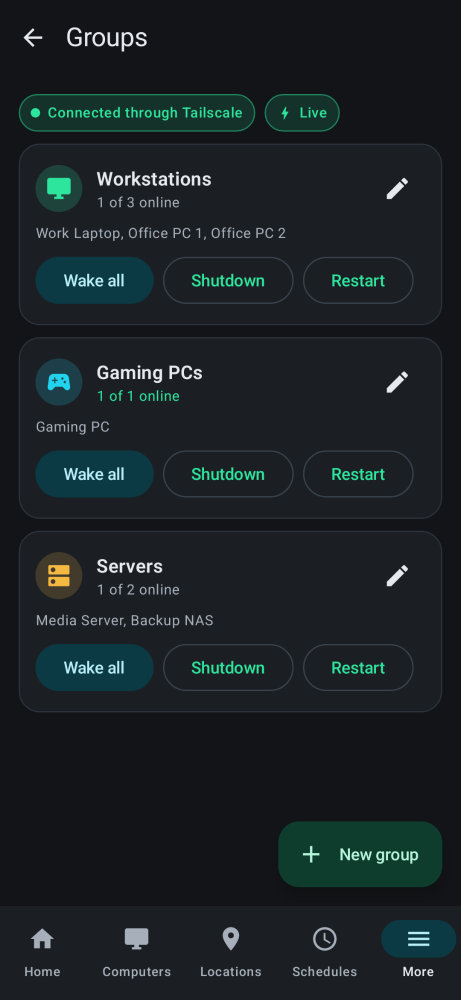 Groups
Connected through Tailscale
Live
Workstations
1 of 3 online
Work Laptop, Office PC 1, Office PC 2
Wake all
Shutdown
Restart
Gaming PCs
1 of 1 online
Gaming PC
Wake all
Shutdown
Restart
Servers
1 of 2 online
Media Server, Backup NAS
Wake all
Shutdown
Restart
New group
Home
Computers
Locations
Schedules
More